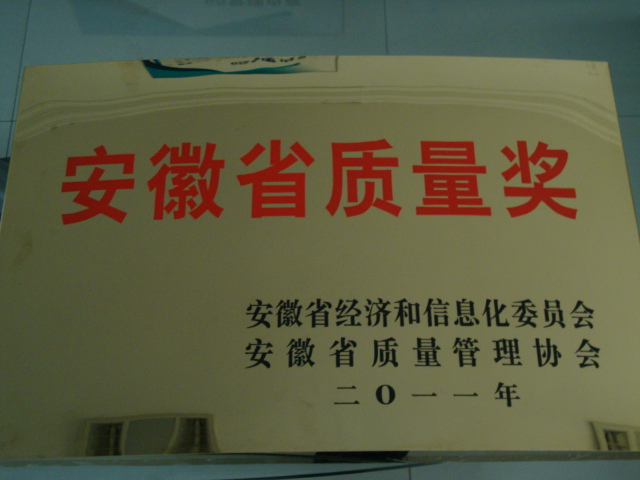 安徽省质量奖
安徽省经济和信息化委员会
安徽省质量管理协会
二O一一年